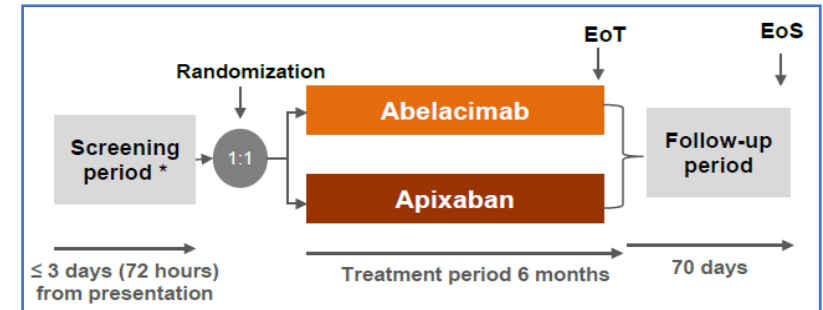 EoT
EoS
Randomization
Abelacimab
Screening
period *
1:1
Follow-up
period
Apixaban
≤ 3 days (72 hours)
from presentation
Treatment period 6 months
70 days